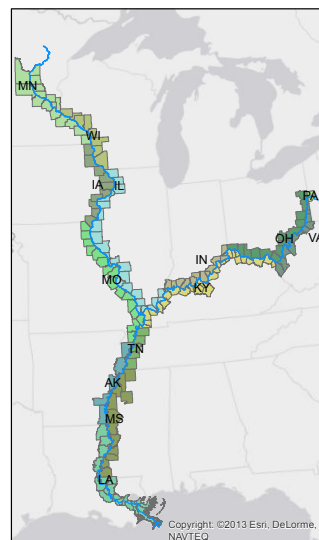 MN
WI
IA IL
MO
PA
OH VA
IN
KY
TN
AK
MS
LA
Copyright: ©2013 Esri, DeLorme,
NAVTEQ